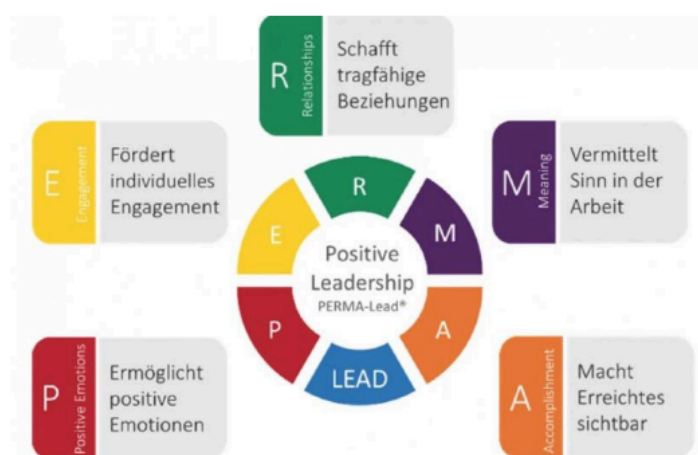 R
Relationships
Schafft
tragfähige
Beziehungen
E
Engagement
Fördert
individuelles
Engagement
M
Meaning
Vermittelt
Sinn in der
Arbeit
R
E
M
Positive
Leadership
PERMA-Lead®
P
A
LEAD
P
Positive Emotions
Ermöglicht
positive
Emotionen
A
Accomplishment
Macht
Erreichtes
sichtbar